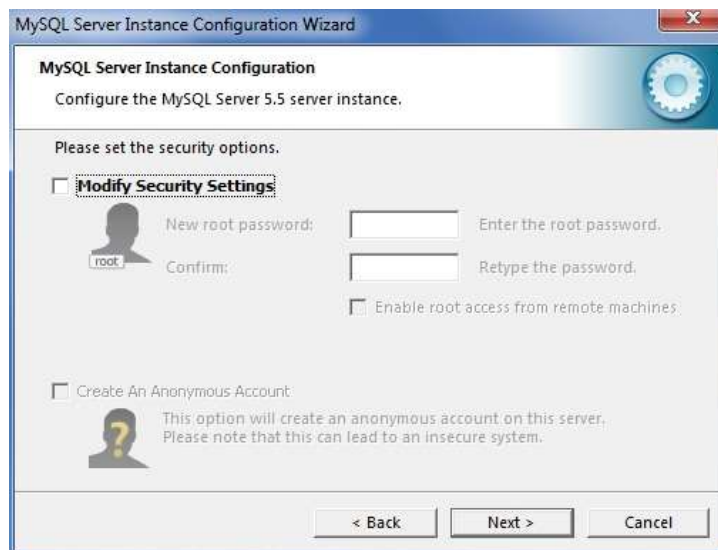 MySQL Server Instance Configuration Wizard
MySQL Server Instance Configuration
Configure the MySQL Server 5.5 server instance.
Please set the security options.
Modify Security Settings
New root password: Enter the root password.
root
Confirm: Retype the password.
Enable root access from remote machines
Create An Anonymous Account
This option will create an anonymous account on this server.
Please note that this can lead to an insecure system.
< Back Next > Cancel